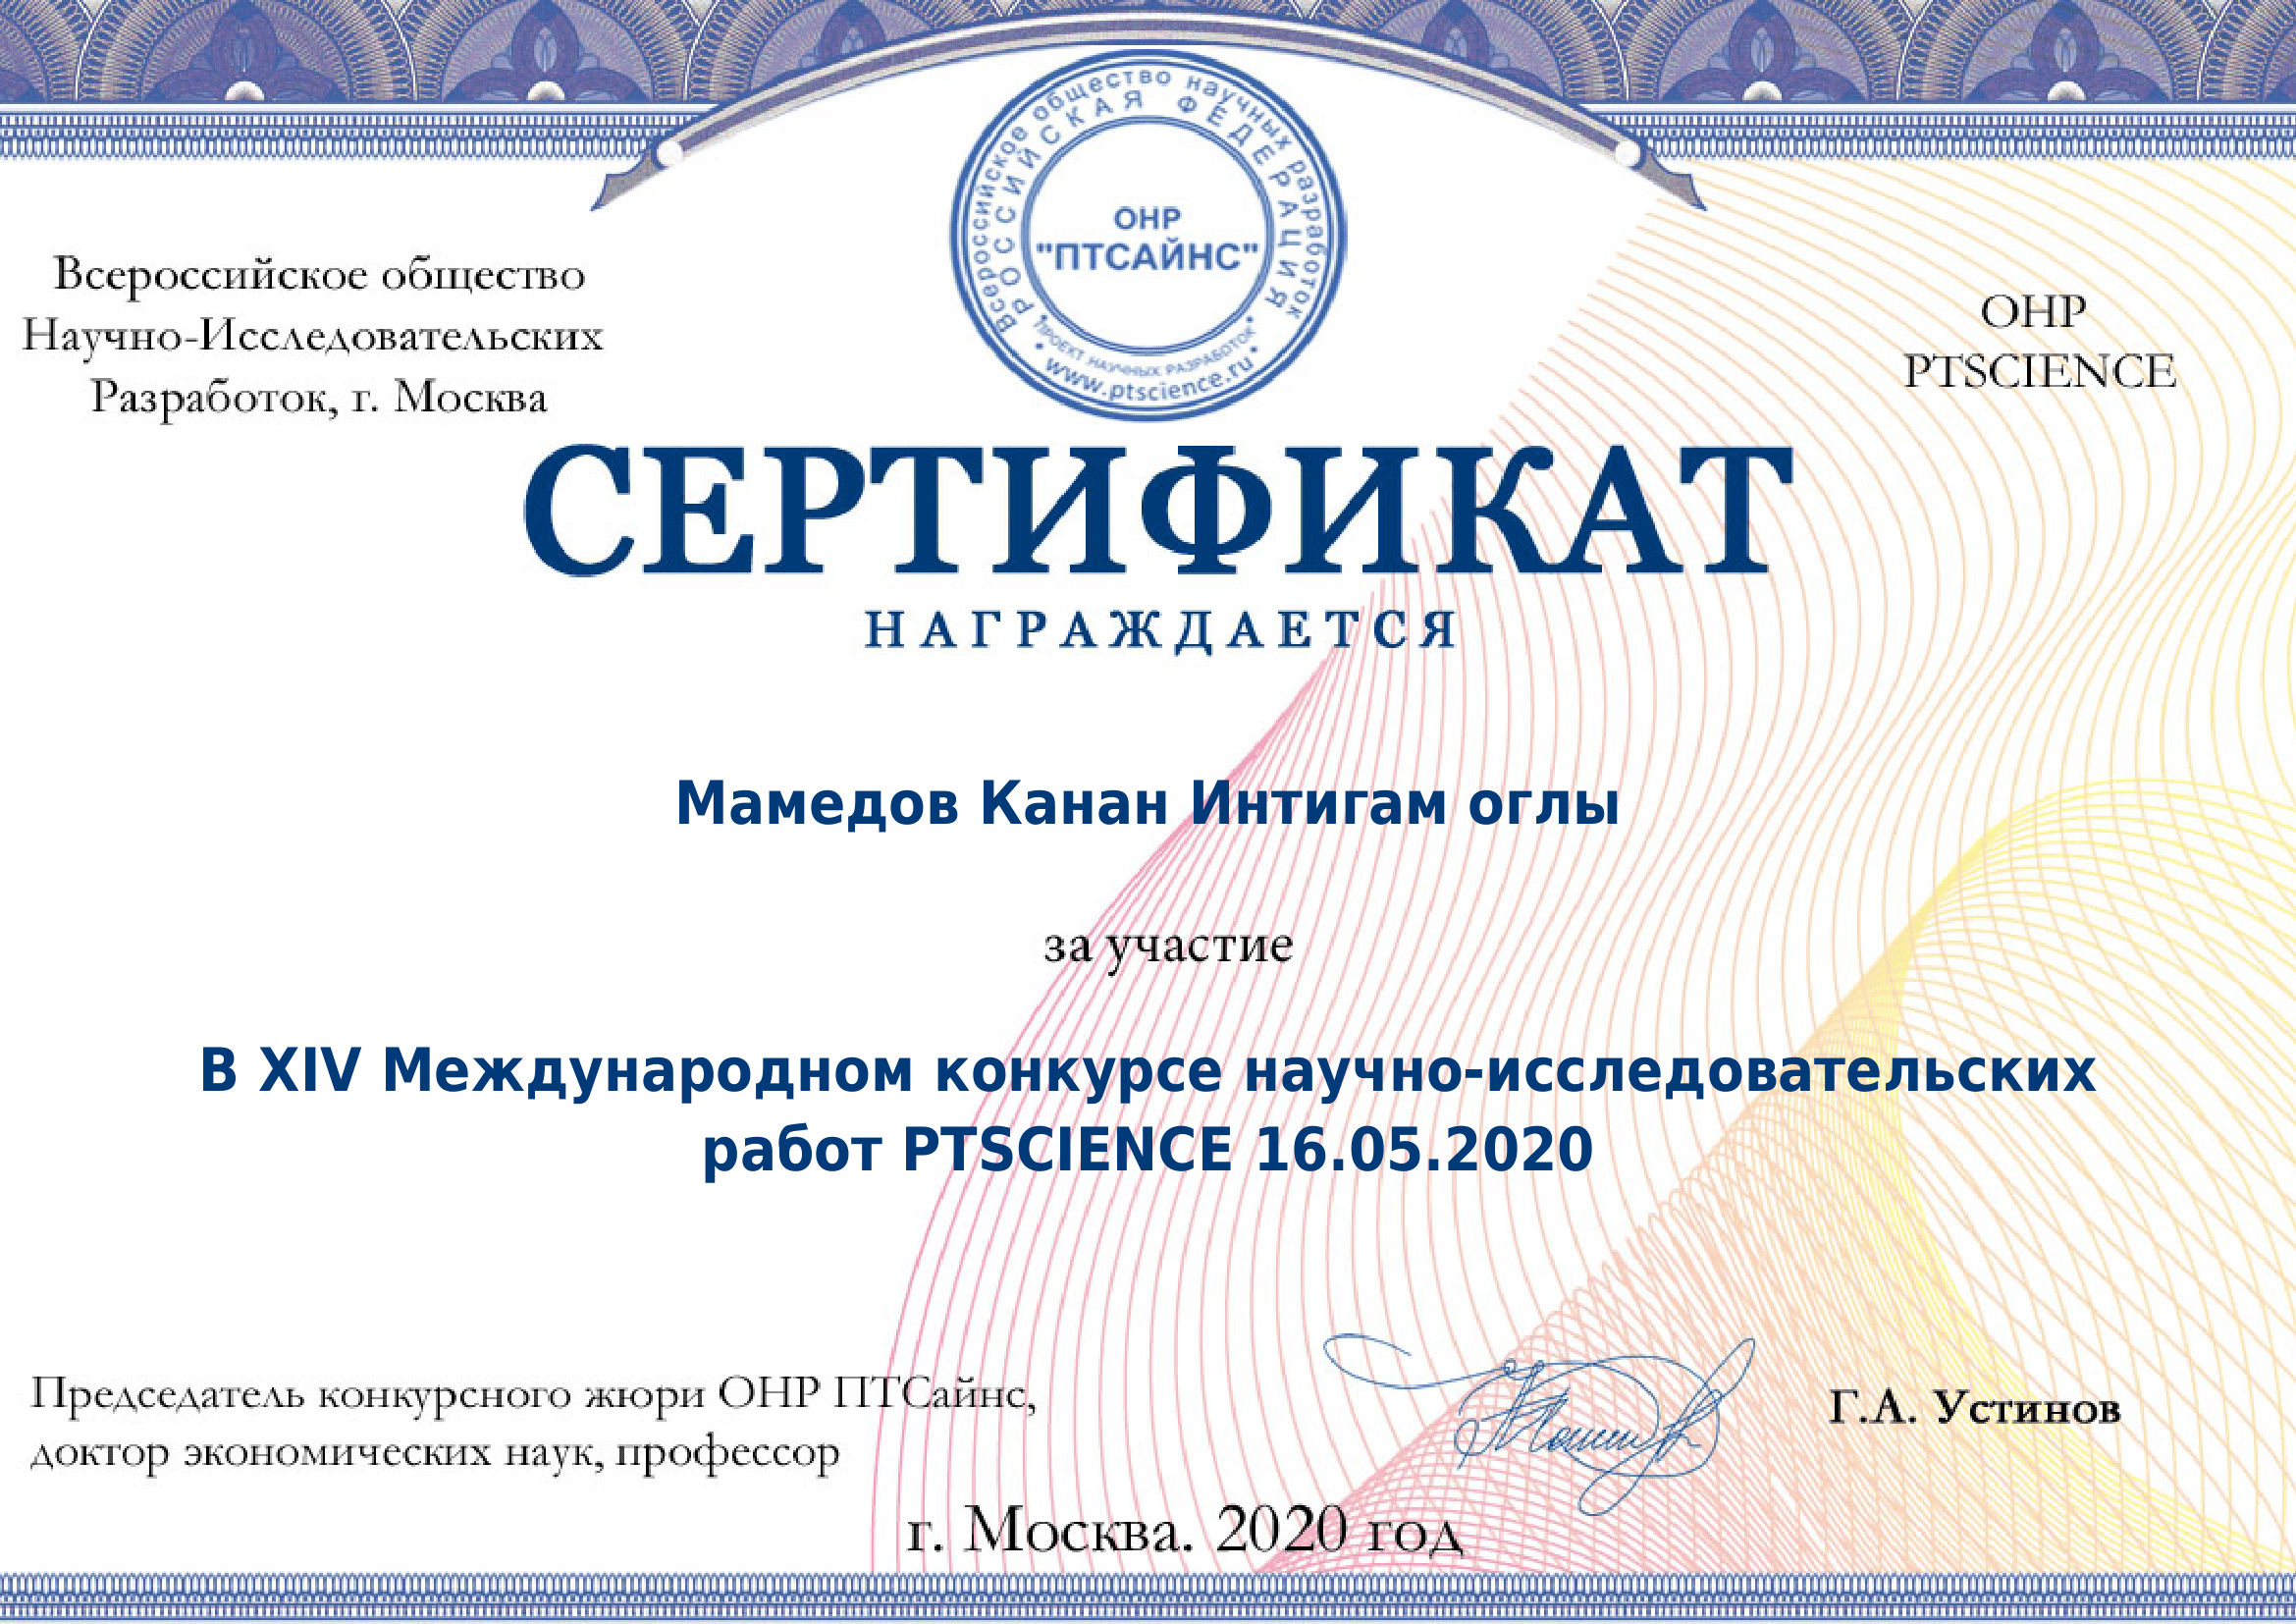 Всероссийское общество научных разработок
РОССИЙСКАЯ ФЕДЕРАЦИЯ
ОНР
"ПТСАЙНС"
ПРОЕКТ НАУЧНЫХ РАЗРАБОТОК
www.ptscience.ru
Всероссийское общество
Научно-Исследовательских
Разработок, г. Москва
ОНР
PTSCIENCE
СЕРТИФИКАТ
НАГРАЖДАЕТСЯ
Мамедов Канан Интигам оглы
за участие
В XIV Международном конкурсе научно-исследовательских
работ PTSCIENCE 16.05.2020
Председатель конкурсного жюри ОНР ПТСайнс,
доктор экономических наук, профессор
Г.А. Устинов
г. Москва. 2020 год